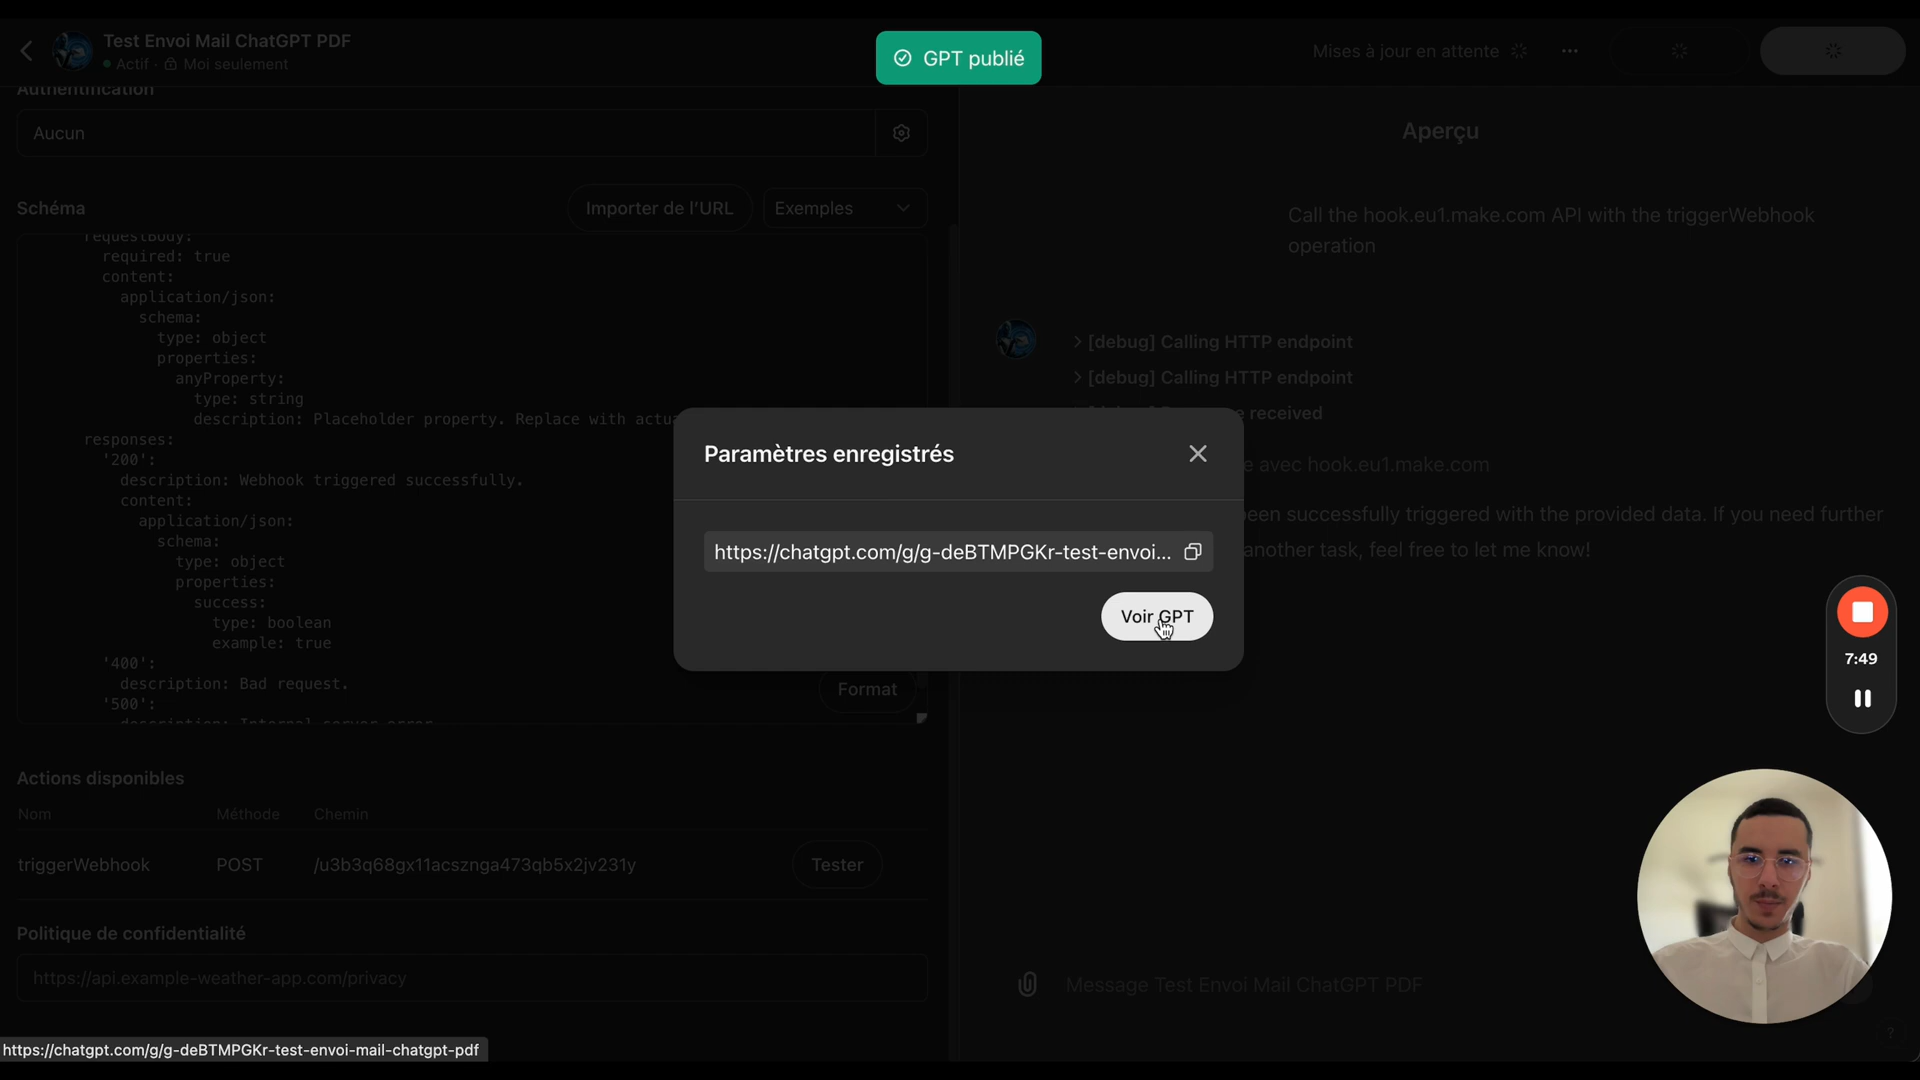 Test Envoi Mail ChatGPT PDF
Actif · Moi seulement
GPT publié
Mises à jour en attente
Authentification
Aucun
Schéma
Importer de l'URL
Exemples
requestBody:
required: true
content:
application/json:
schema:
type: object
properties:
anyProperty:
type: string
description: Placeholder property. Replace with actu
responses:
'200':
description: Webhook triggered successfully.
content:
application/json:
schema:
type: object
properties:
success:
type: boolean
example: true
'400':
description: Bad request.
'500':
description: Internal server error
Format
Actions disponibles
Nom Méthode Chemin
triggerWebhook POST /u3b3q68gx11acsznga473qb5x2jv231y Tester
Politique de confidentialité
https://api.example-weather-app.com/privacy
https://chatgpt.com/g/g-deBTMPGKr-test-envoi-mail-chatgpt-pdf
Aperçu
Call the hook.eu1.make.com API with the triggerWebhook
operation
[debug] Calling HTTP endpoint
[debug] Calling HTTP endpoint
e received
e avec hook.eu1.make.com
een successfully triggered with the provided data. If you need further
another task, feel free to let me know!
Paramètres enregistrés
https://chatgpt.com/g/g-deBTMPGKr-test-envoi...
Voir GPT
7:49
Message Test Envoi Mail ChatGPT PDF
?